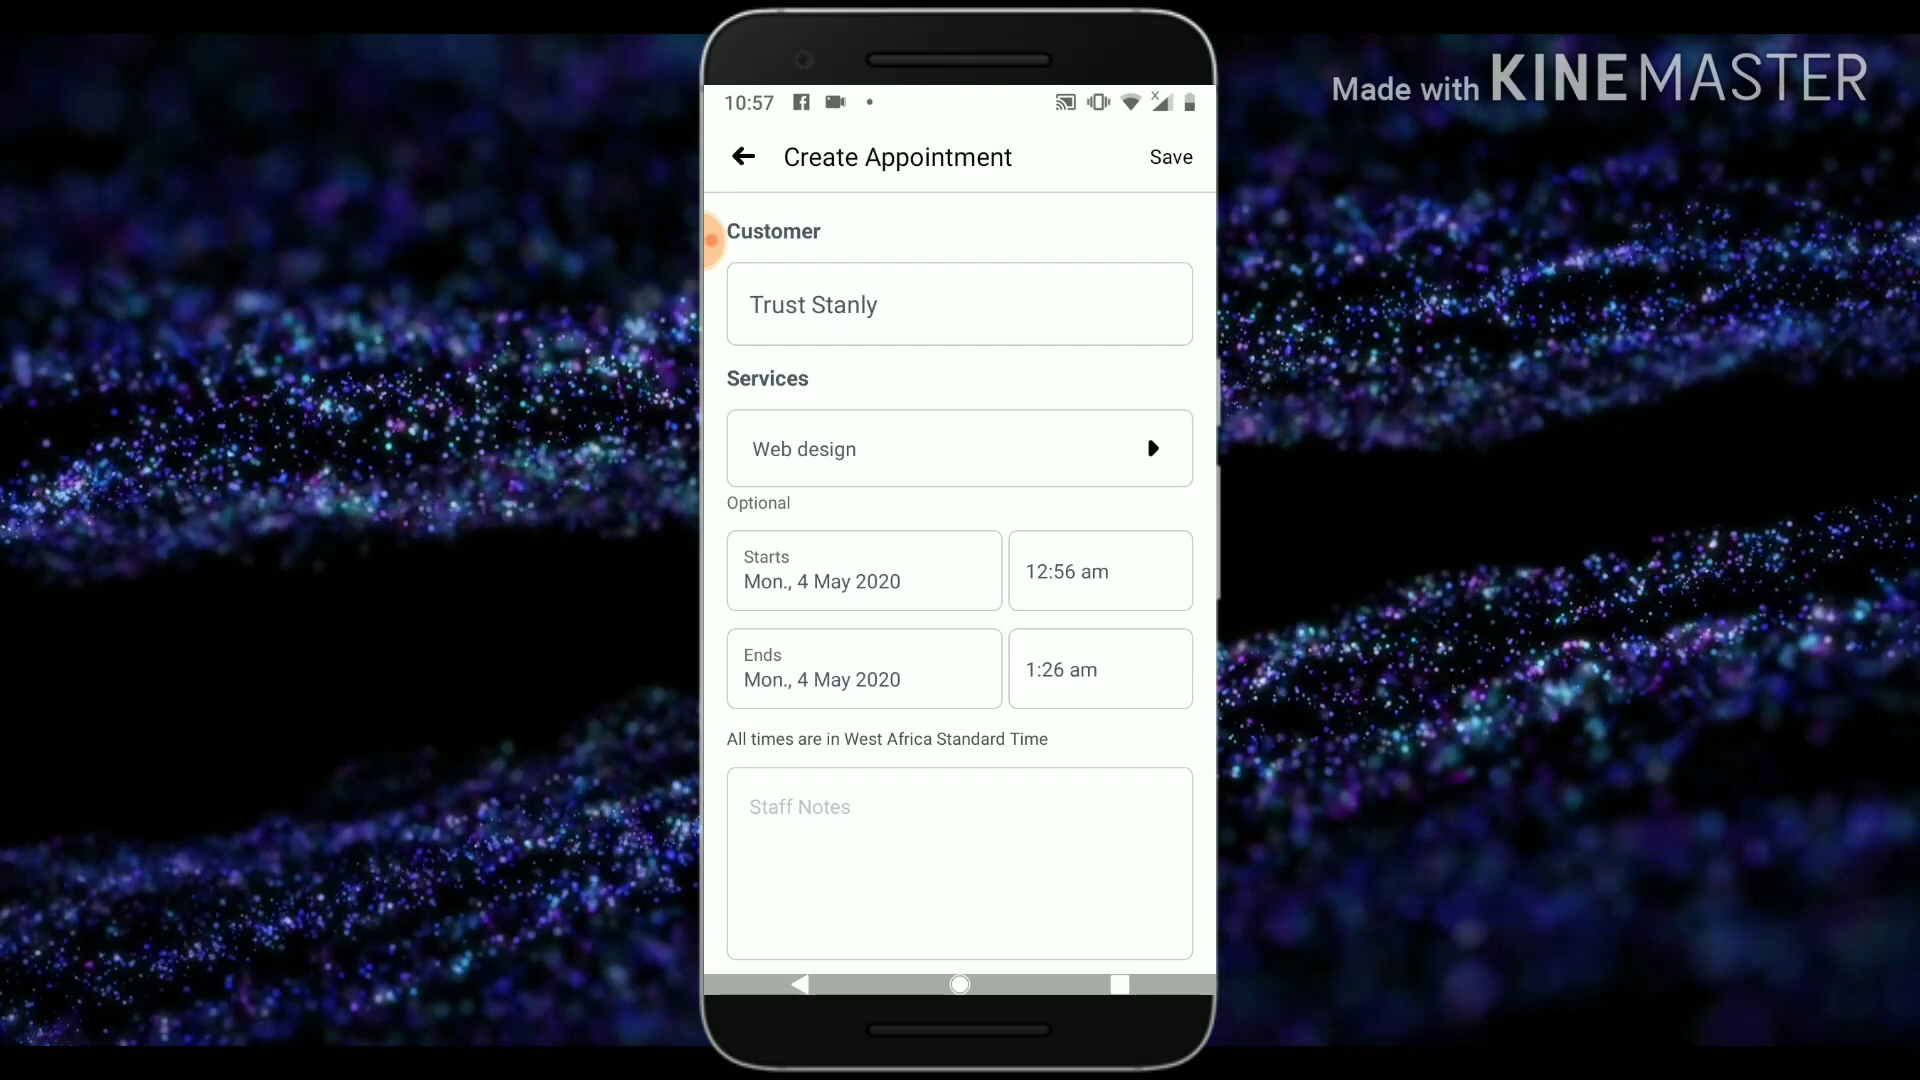 Made with KINEMASTER
10:57
Create Appointment
Save
Customer
Trust Stanly
Services
Web design
Optional
Starts
Mon., 4 May 2020
12:56 am
Ends
Mon., 4 May 2020
1:26 am
All times are in West Africa Standard Time
Staff Notes